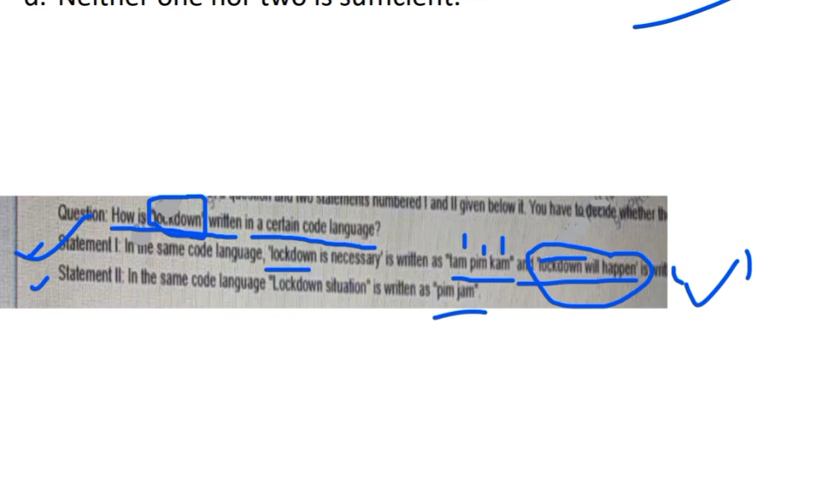 d. Neither one nor two is sufficient.
question and two statements numbered I and II given below it. You have to decide whether th
Question: How is 'lockdown' written in a certain code language?
Statement I: In the same code language, 'lockdown is necessary' is written as "tam pim kam" and 'lockdown will happen' is writ
Statement II: In the same code language "Lockdown situation" is written as "pim jam".